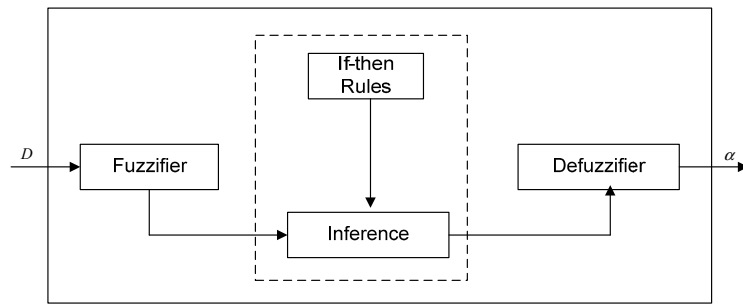 If-then
Rules
D
Fuzzifier
Defuzzifier
α
Inference